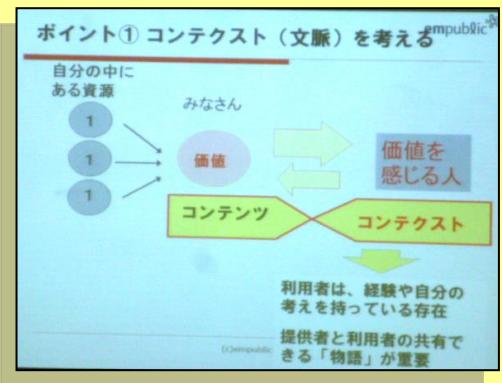 ポイント① コンテクスト（文脈）を考える
empublic
自分の中に
ある資源
みなさん
1
1
1
価値
価値を
感じる人
コンテンツ
コンテクスト
利用者は、経験や自分の
考えを持っている存在
提供者と利用者の共有で
きる「物語」が重要
(c)empublic